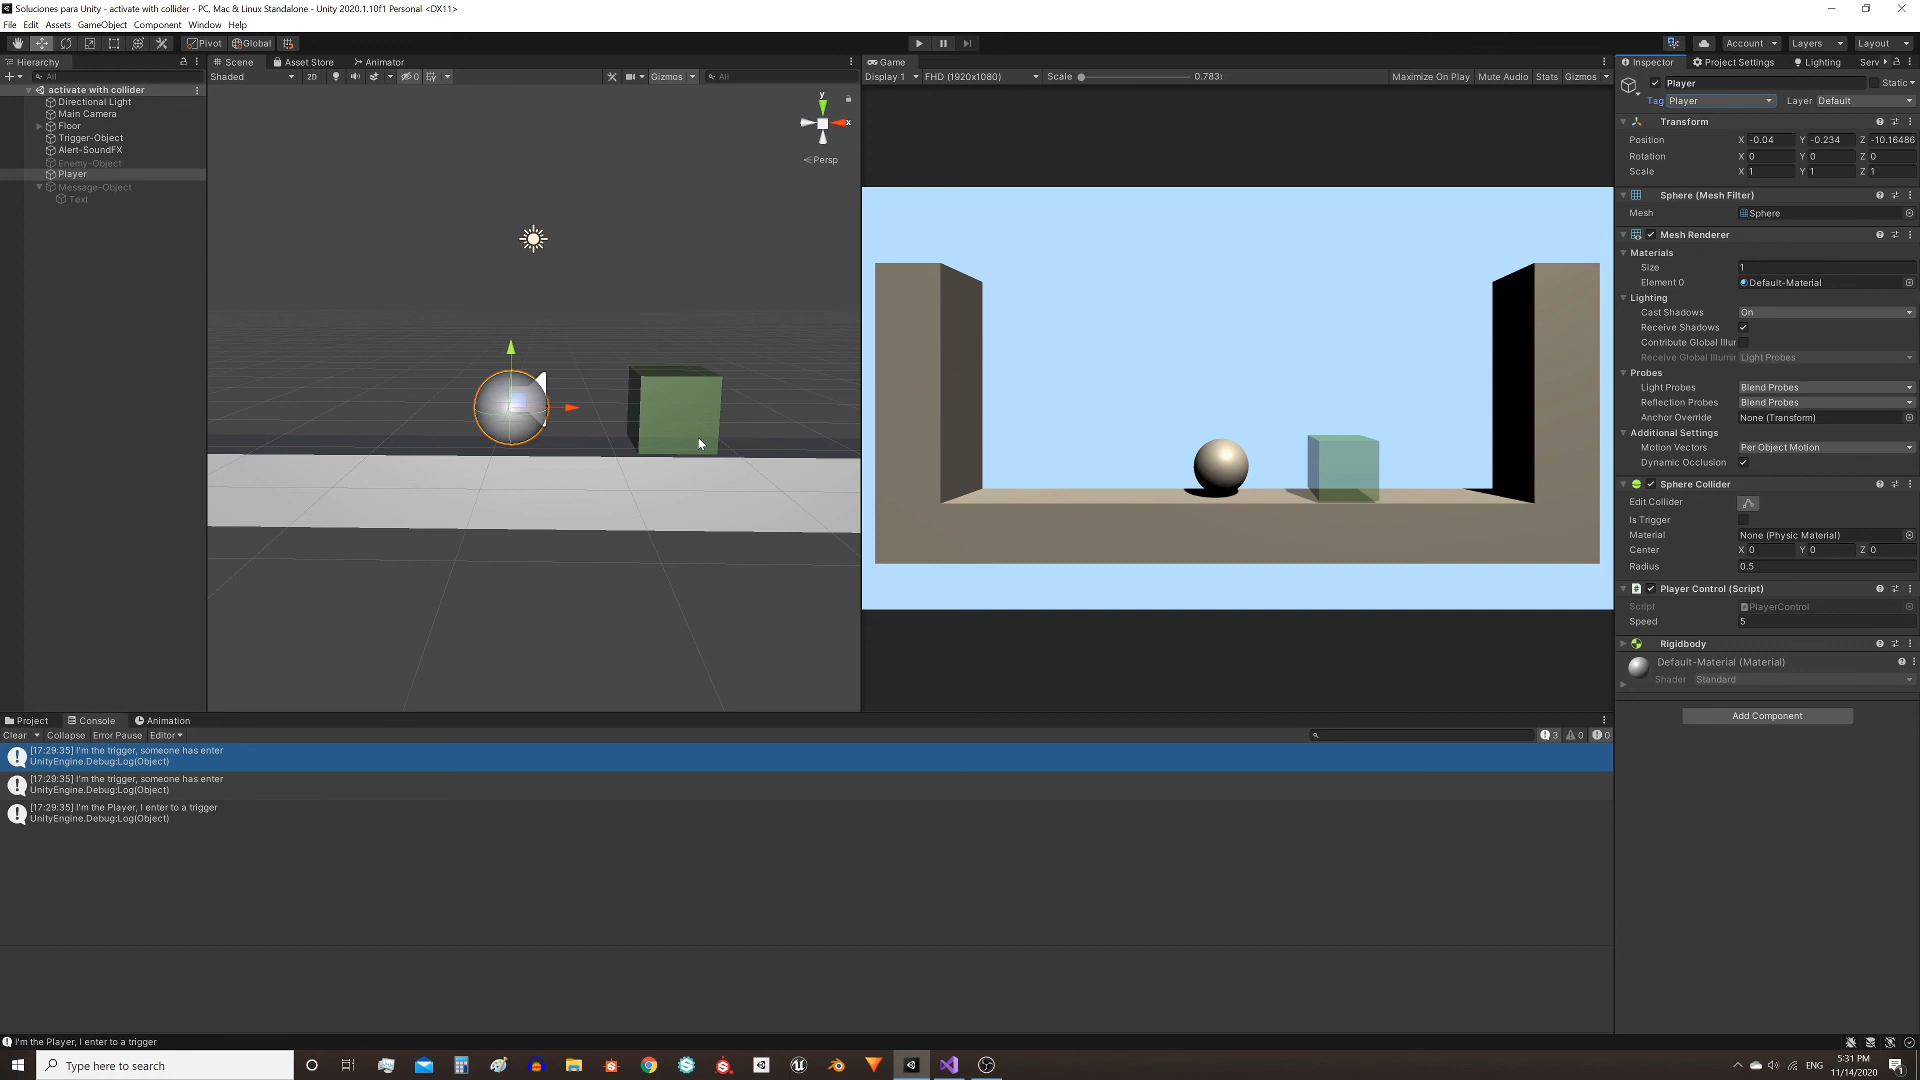 Soluciones para Unity - activate with collider - PC, Mac & Linux Standalone - Unity 2020.1.10f1 Personal <DX11>
File Edit Assets GameObject Component Window Help
Pivot Global Account Layers Layout
Hierarchy Scene Asset Store Animator Game Inspector Project Settings Lighting Serv
All Shaded 2D 0 Gizmos All Display 1 FHD (1920x1080) Scale 0.783: Maximize On Play Mute Audio Stats Gizmos
Player Static
Tag Player Layer Default
activate with collider
Directional Light
Main Camera
Floor
Trigger-Object
Alert-SoundFX
Enemy-Object
Player
Message-Object
Text
y
x
Persp
Transform
Position X -0.04 Y -0.234 Z -10.16486
Rotation X 0 Y 0 Z 0
Scale X 1 Y 1 Z 1
Sphere (Mesh Filter)
Mesh Sphere
Mesh Renderer
Materials
Size 1
Element 0 Default-Material
Lighting
Cast Shadows On
Receive Shadows
Contribute Global Illur
Receive Global Illumir Light Probes
Probes
Light Probes Blend Probes
Reflection Probes Blend Probes
Anchor Override None (Transform)
Additional Settings
Motion Vectors Per Object Motion
Dynamic Occlusion
Sphere Collider
Edit Collider
Is Trigger
Material None (Physic Material)
Center X 0 Y 0 Z 0
Radius 0.5
Player Control (Script)
Script PlayerControl
Speed 5
Rigidbody
Default-Material (Material)
Shader Standard
Add Component
Project Console Animation
Clear Collapse Error Pause Editor 3 0 0
[17:29:35] I'm the trigger, someone has enter
UnityEngine.Debug:Log(Object)
[17:29:35] I'm the trigger, someone has enter
UnityEngine.Debug:Log(Object)
[17:29:35] I'm the Player, I enter to a trigger
UnityEngine.Debug:Log(Object)
I'm the Player, I enter to a trigger
Type here to search
ENG
5:31 PM
11/14/2020
1